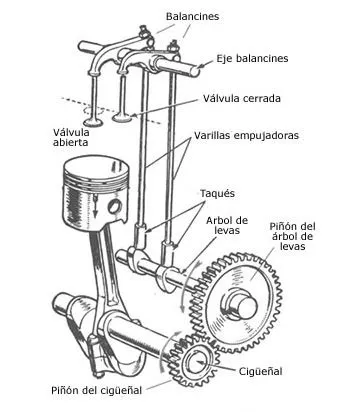 Balancines
Eje balancines
Válvula cerrada
Válvula
abierta
Varillas empujadoras
Taqués
Arbol de
levas
Piñón del
árbol de
levas
Cigüeñal
Piñón del cigüeñal